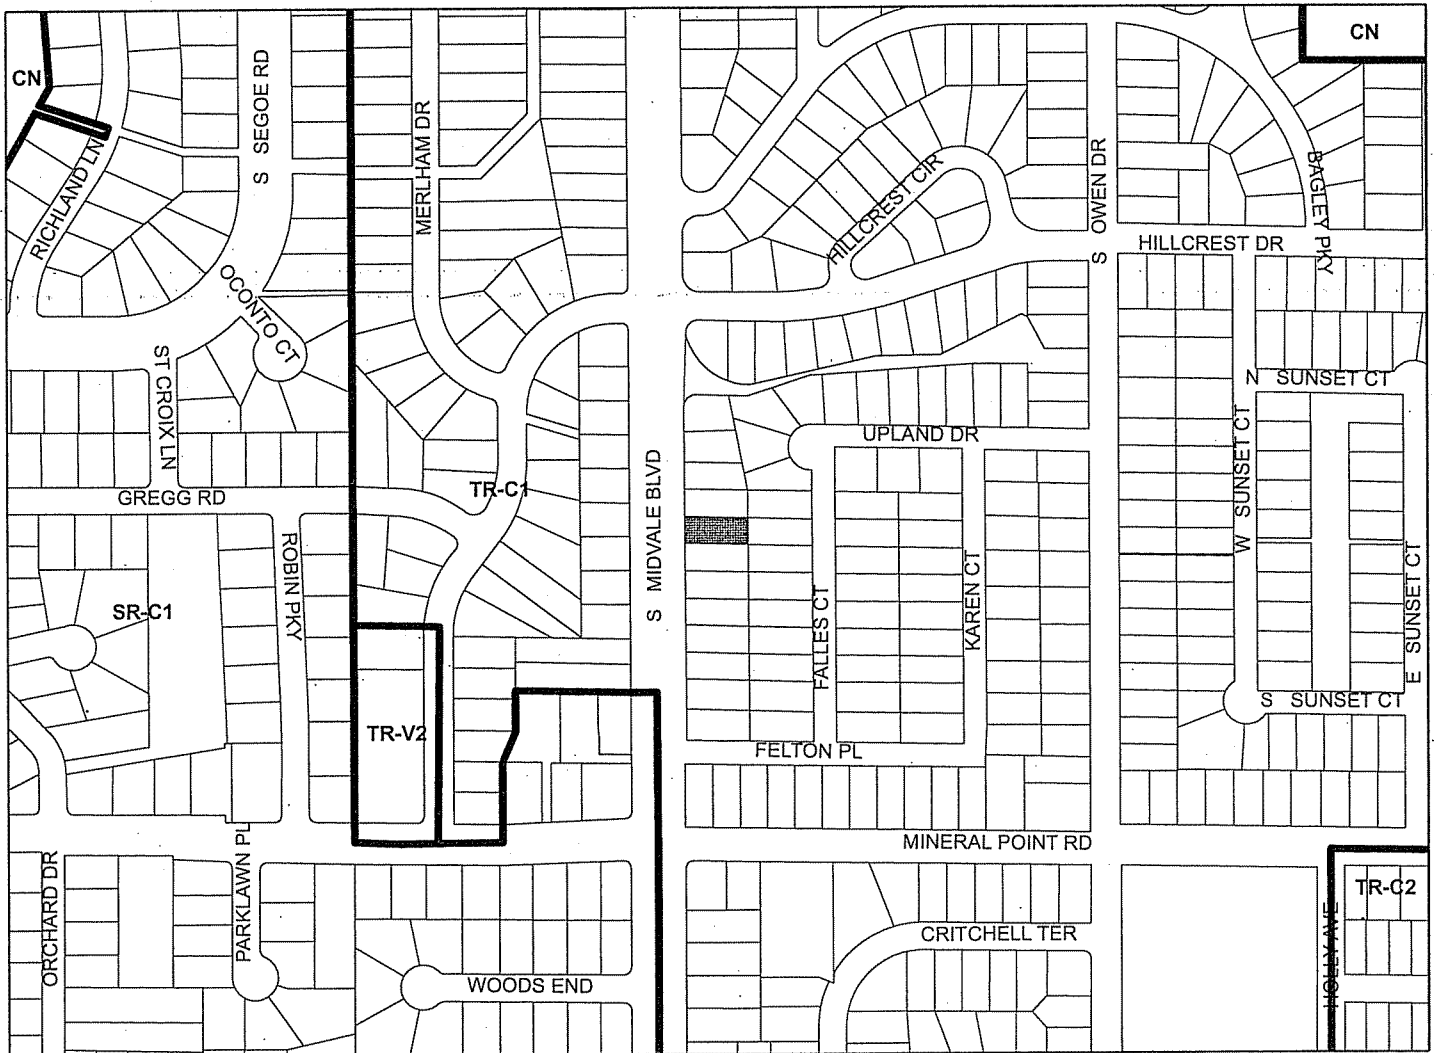 CN
CN
S SEGOE RD
MERLHAM DR
RICHLAND LN
HILLCREST CIR
S OWEN DR
BAGLEY PKY
HILLCREST DR
OCONTO CT
ST CROIX LN
N SUNSET CT
UPLAND DR
W SUNSET CT
GREGG RD
TR-C1
S MIDVALE BLVD
ROBIN PKY
SR-C1
FALLES CT
KAREN CT
E SUNSET CT
S SUNSET CT
TR-V2
FELTON PL
MINERAL POINT RD
PARKLAWN PL
ORCHARD DR
TR-C2
HOLLY AVE
CRITCHELL TER
WOODS END